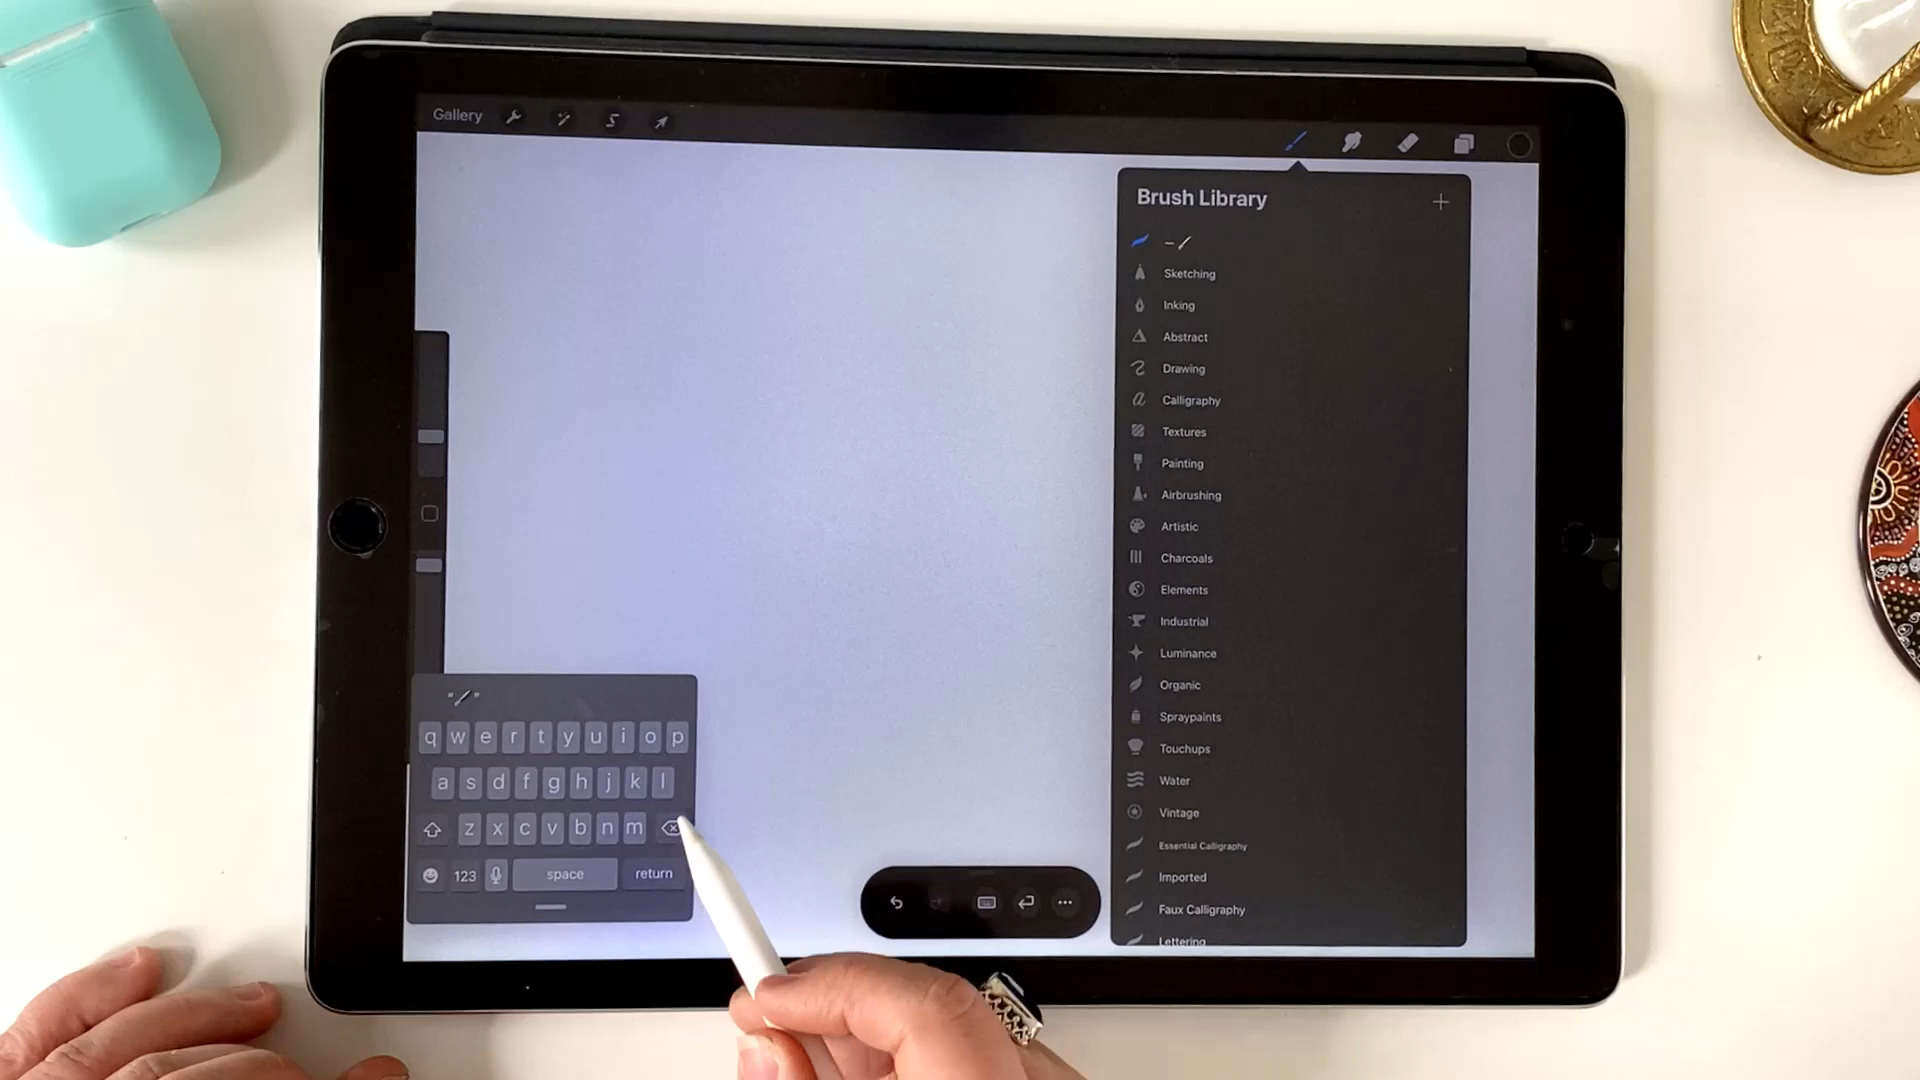 Gallery
Brush Library
Sketching
Inking
Abstract
Drawing
Calligraphy
Textures
Painting
Airbrushing
Artistic
Charcoals
Elements
Industrial
Luminance
Organic
Spraypaints
Touchups
Water
Vintage
Essential Calligraphy
Imported
Faux Calligraphy
Lettering
q w e r t y u i o p
a s d f g h j k l
z x c v b n m
123 space return